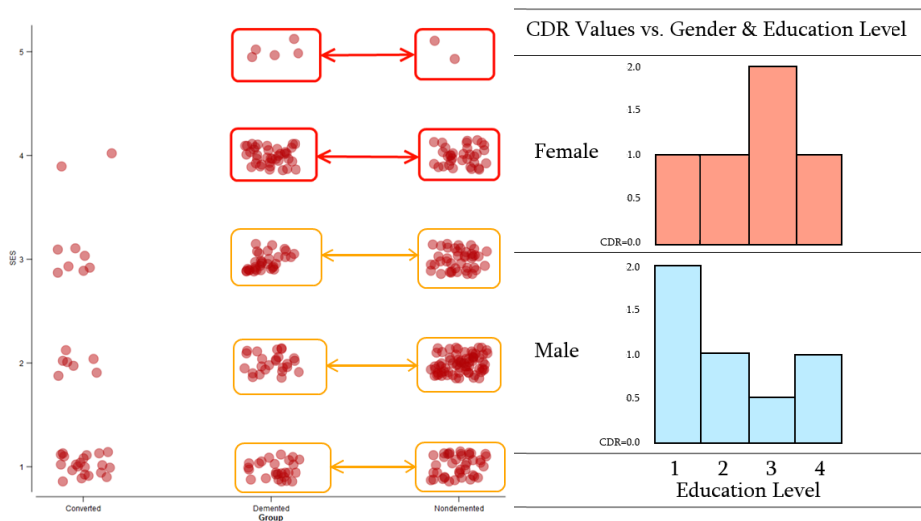 5
4
3
2
1
SES
Converted
Demented
Nondemented
Group
CDR Values vs. Gender & Education Level
2.0
1.5
Female
1.0
0.5
CDR=0.0
2.0
1.5
Male
1.0
0.5
CDR=0.0
1 2 3 4
Education Level